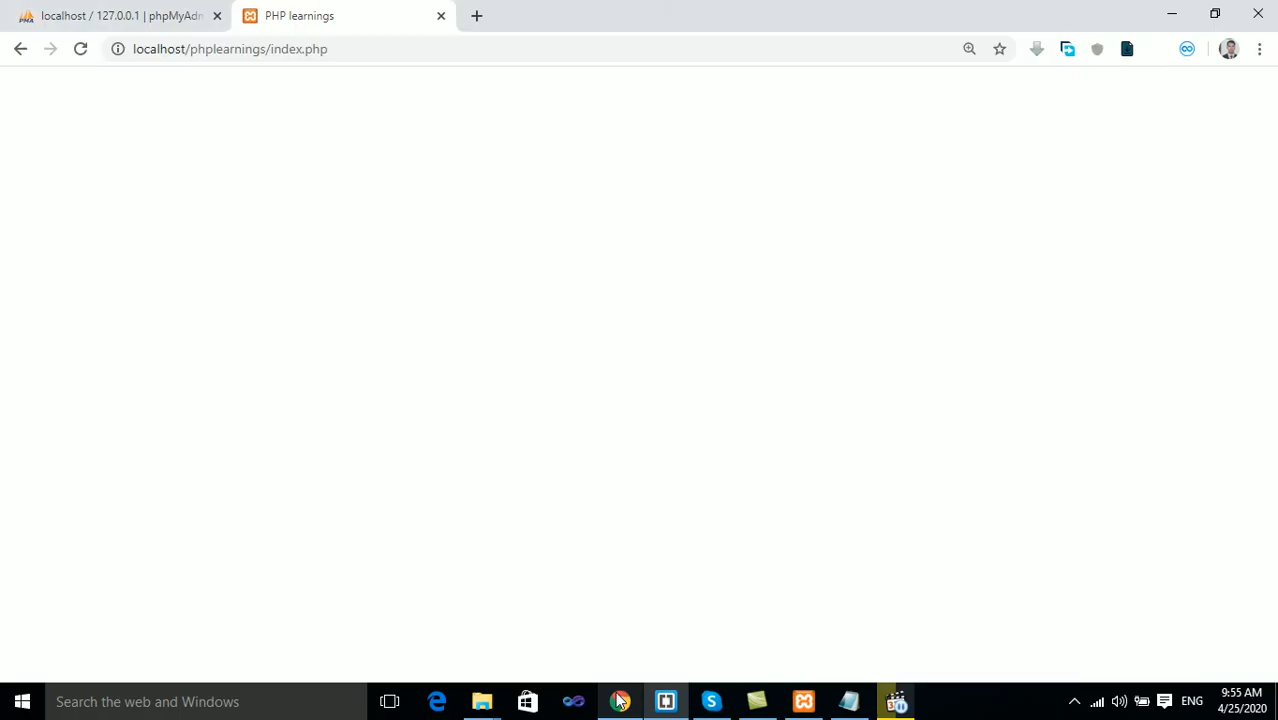 localhost / 127.0.0.1 | phpMyAdm
PHP learnings
localhost/phplearnings/index.php
Search the web and Windows
ENG
9:55 AM
4/25/2020